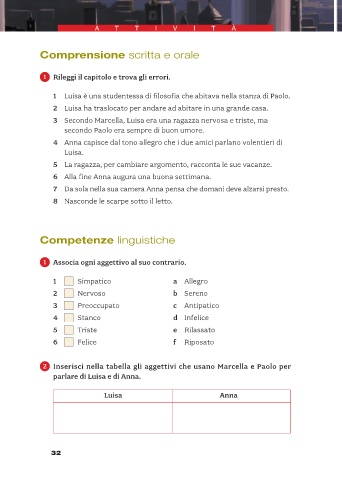 ATTIVITÀ
Comprensione scritta e orale
1 Rileggi il capitolo e trova gli errori.
1 Luisa è una studentessa di filosofia che abitava nella stanza di Paolo.
2 Luisa ha traslocato per andare ad abitare in una grande casa.
3 Secondo Marcella, Luisa era una ragazza nervosa e triste, ma
secondo Paolo era sempre di buon umore.
4 Anna capisce dal tono allegro che i due amici parlano volentieri di
Luisa.
5 La ragazza, per cambiare argomento, racconta le sue vacanze.
6 Alla fine Anna augura una buona settimana.
7 Da sola nella sua camera Anna pensa che domani deve alzarsi presto.
8 Nasconde le scarpe sotto il letto.
Competenze linguistiche
1 Associa ogni aggettivo al suo contrario.
1 Simpatico a Allegro
2 Nervoso b Sereno
3 Preoccupato c Antipatico
4 Stanco d Infelice
5 Triste e Rilassato
6 Felice f Riposato
2 Inserisci nella tabella gli aggettivi che usano Marcella e Paolo per
parlare di Luisa e di Anna.
Luisa Anna
32